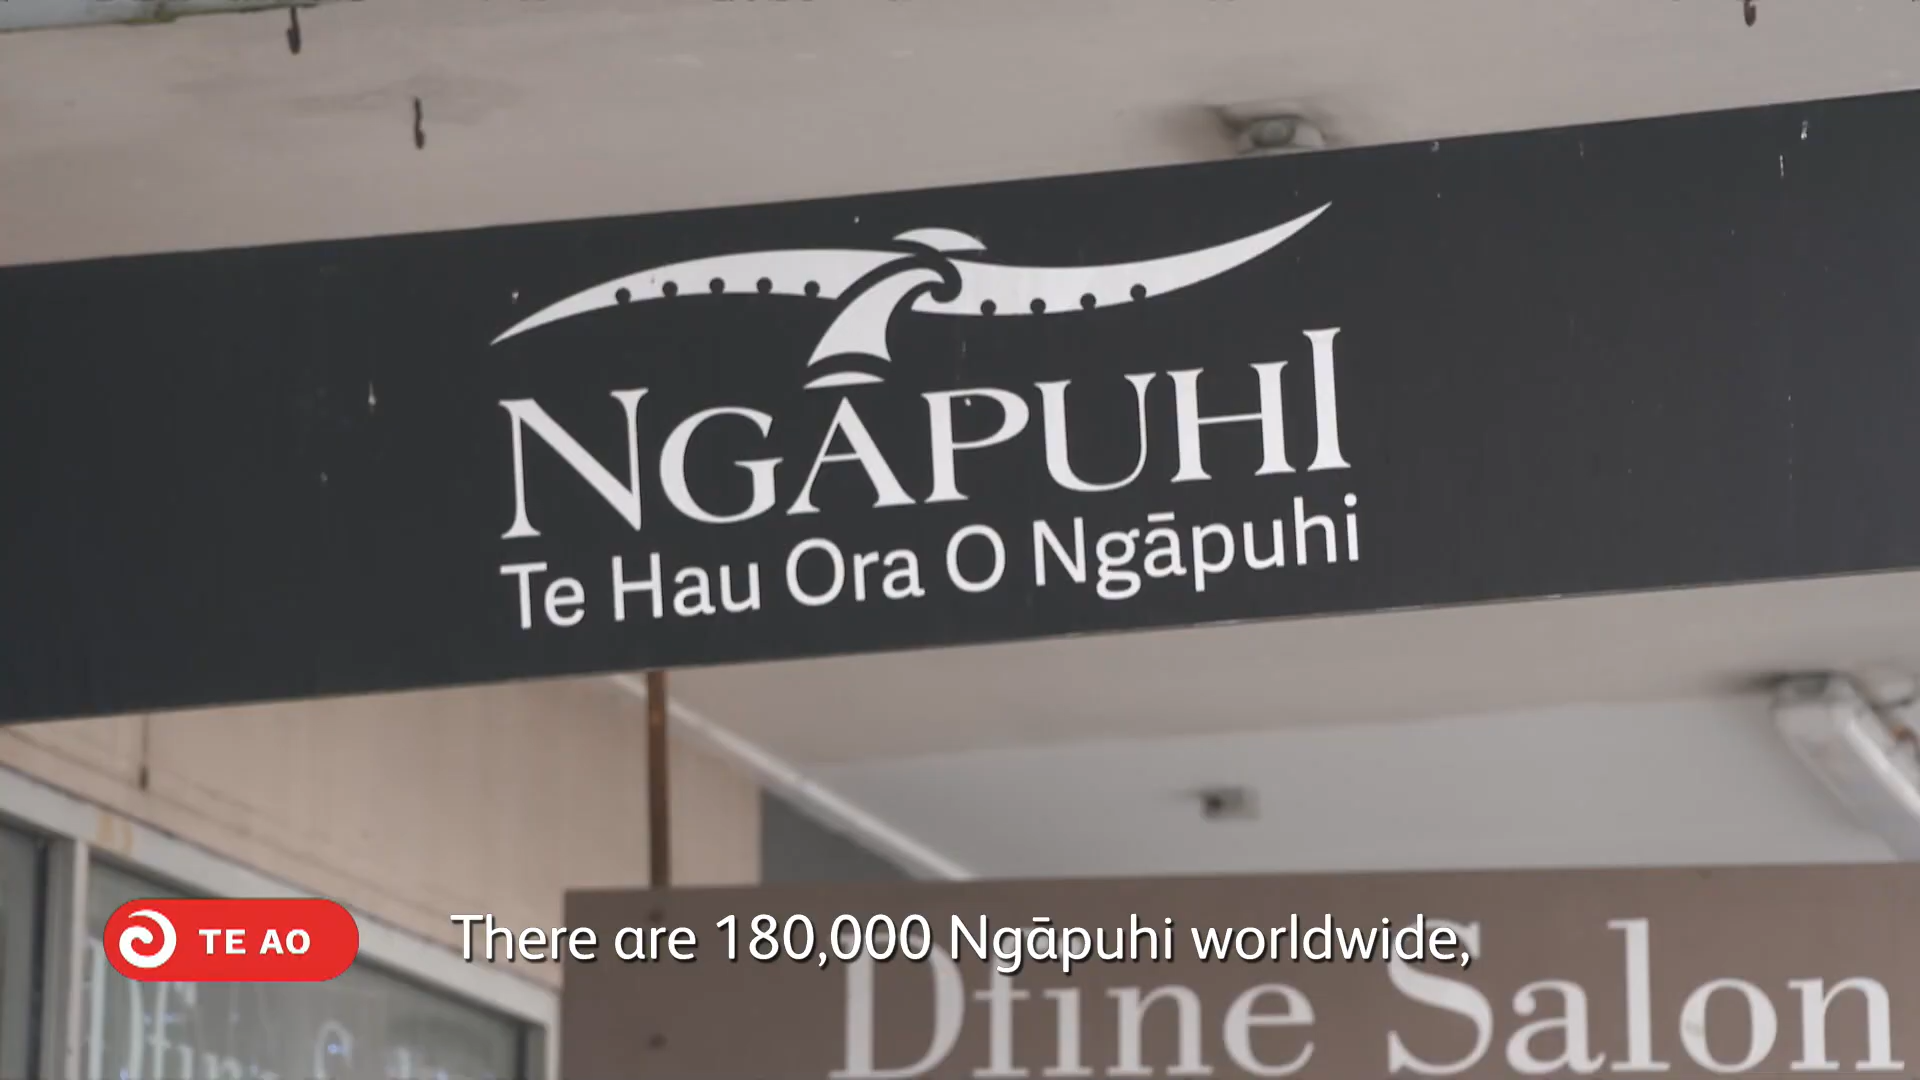 NGĀPUHI
Te Hau Ora O Ngāpuhi
TE AO
There are 180,000 Ngāpuhi worldwide,
Dfine Salon